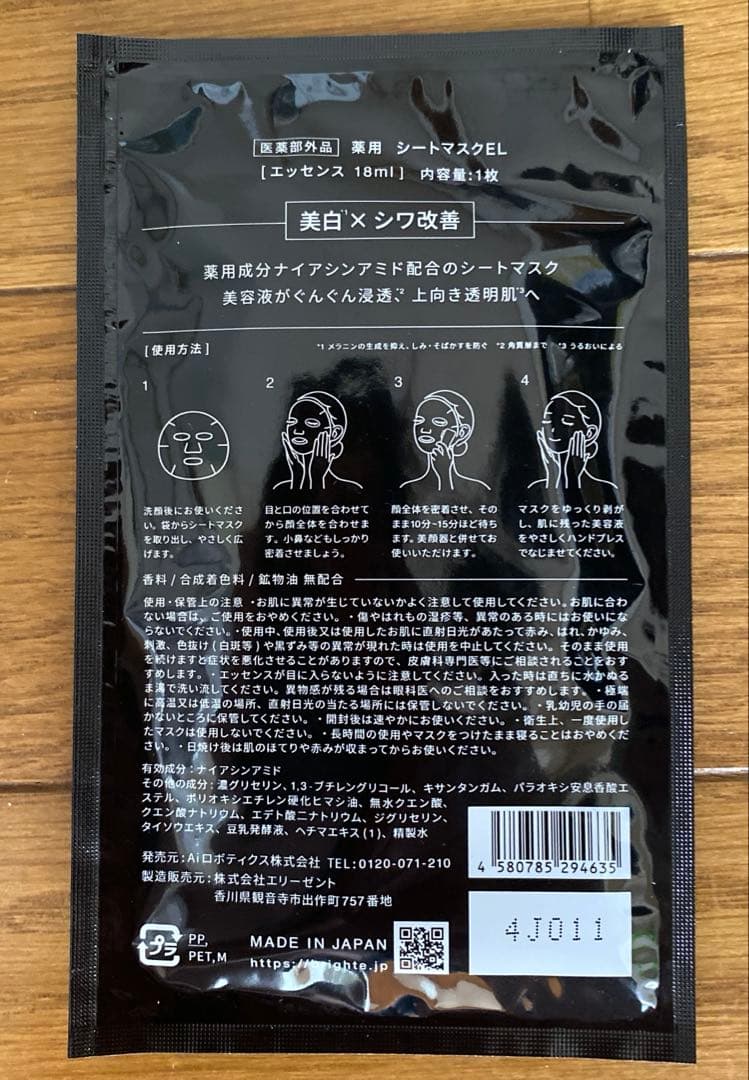 医薬部外品 薬用 シートマスクEL
[エッセンス 18ml] 内容量:1枚
美白*1× シワ改善
薬用成分ナイアシンアミド配合のシートマスク
美容液がぐんぐん浸透、*2 上向き透明肌*3へ
[使用方法]
*1 メラニンの生成を抑え、しみ・そばかすを防ぐ *2 角質層まで *3 うるおいによる
1
洗顔後にお使いくださ
い。袋からシートマスク
を取り出し、やさしく広
げます。
2
目と口の位置を合わせて
から顔全体を合わせま
す。小鼻などもしっかり
密着させましょう。
3
顔全体を密着させ、その
まま10分~15分ほど待ち
ます。美顔器と併せてお
使いいただけます。
4
マスクをゆっくり剥が
し、肌に残った美容液
をやさしくハンドプレス
でなじませてください。
香料/合成着色料/鉱物油 無配合
使用・保管上の注意 ・お肌に異常が生じていないかよく注意して使用してください。お肌に合わ
ない場合は、ご使用をおやめください。・傷やはれもの湿疹等、異常のある時にはお使いにな
らないでください。・使用中、使用後又は使用したお肌に直射日光があたって赤み、はれ、かゆみ、
刺激、色抜け(白斑等)や黒ずみ等の異常が現れた時は使用を中止してください。そのまま使用
を続けますと症状を悪化させることがありますので、皮膚科専門医等にご相談されることをおす
すめします。・エッセンスが目に入らないように注意してください。入った時は直ちに水かぬる
ま湯で洗い流してください。異物感が残る場合は眼科医へのご相談をおすすめします。・極端
に高温又は低温の場所、直射日光の当たる場所には保管しないでください。・乳幼児の手の届
かないところに保管してください。・開封後は速やかにお使いください。・衛生上、一度使用し
たマスクは使用しないでください。・長時間の使用やマスクをつけたまま寝ることはおやめくださ
い。・日焼け後は肌のほてりや赤みが収まってからお使いください。
有効成分:ナイアシンアミド
その他の成分:濃グリセリン、1,3-ブチレングリコール、キサンタンガム、パラオキシ安息香酸エ
ステル、ポリオキシエチレン硬化ヒマシ油、無水クエン酸、
クエン酸ナトリウム、エデト酸二ナトリウム、ジグリセリン、
タイソウエキス、豆乳発酵液、ヘチマエキス(1)、精製水
発売元:Aiロボティクス株式会社 TEL:0120-071-210
製造販売元:株式会社エリーゼント
香川県観音寺市出作町757番地
4 580785 294635
4J011
プラ
PP,
PET,M
MADE IN JAPAN
https://brighte.jp